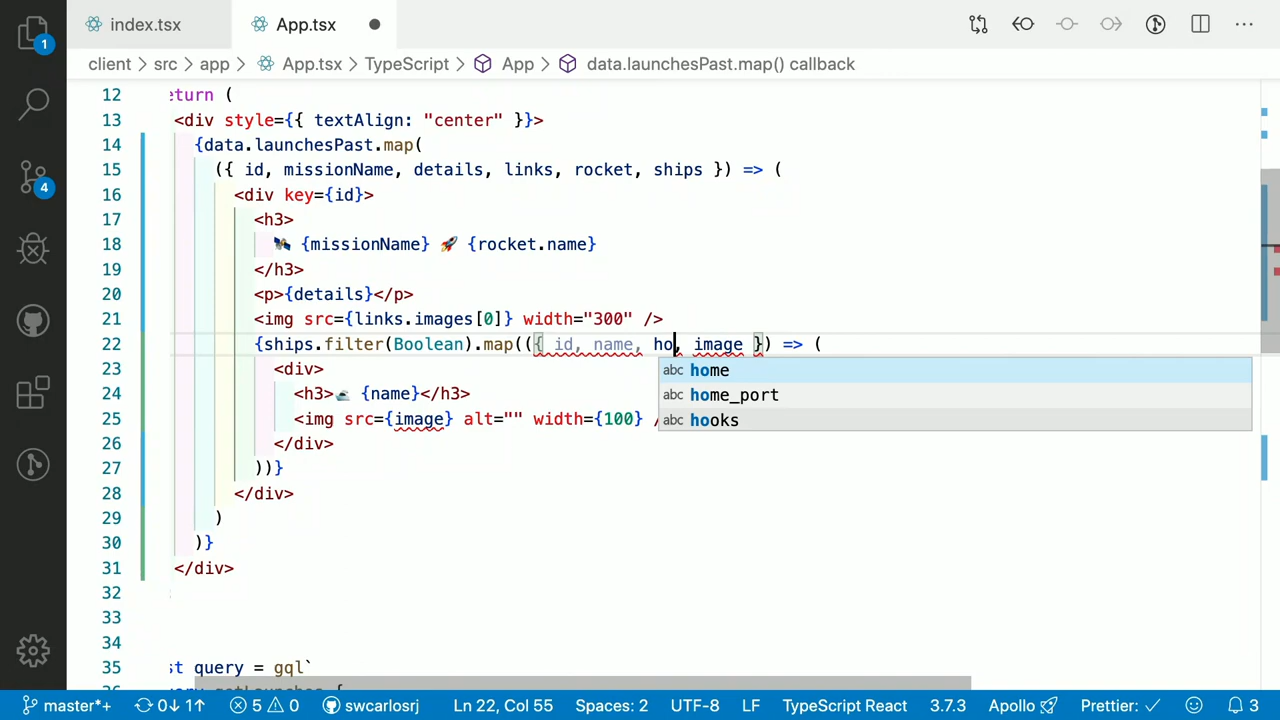 index.tsx App.tsx
client > src > app > App.tsx > TypeScript > App > data.launchesPast.map() callback
12 eturn (
13 <div style={{ textAlign: "center" }}>
14 {data.launchesPast.map(
15 ({ id, missionName, details, links, rocket, ships }) => (
16 <div key={id}>
17 <h3>
18 🛰 {missionName} 🚀 {rocket.name}
19 </h3>
20 <p>{details}</p>
21 <img src={links.images[0]} width="300" />
22 {ships.filter(Boolean).map(({ id, name, ho, image }) => (
home
23 <div>
home_port
24 <h3>🛥 {name}</h3>
hooks
25 <img src={image} alt="" width={100} /
26 </div>
27 ))}
28 </div>
29 )
30 )}
31 </div>
32
33
34
35 st query = gql`
1
4
master*+ 0↓ 1↑ 5 0 swcarlosrj Ln 22, Col 55 Spaces: 2 UTF-8 LF TypeScript React 3.7.3 Apollo 🚀 Prettier: ✓ 3